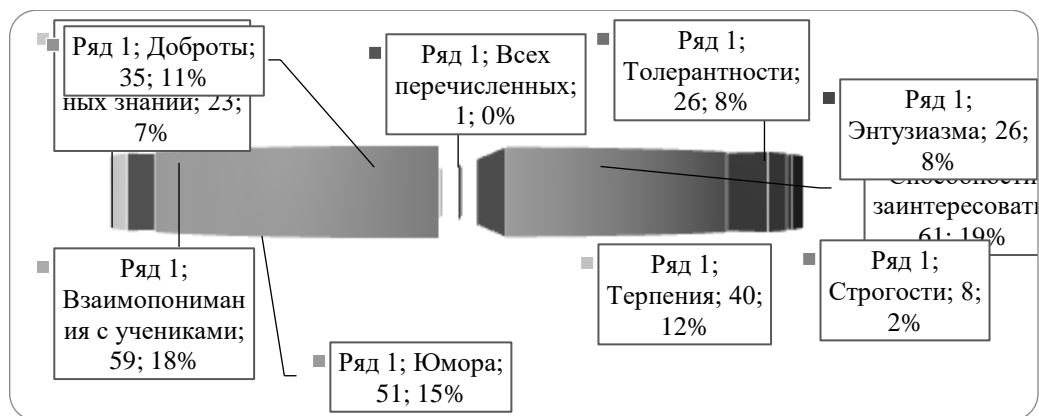 Ряд 1; Доброты;
35; 11%
ных знаний; 23;
7%
Ряд 1; Всех
перечисленных;
1; 0%
Ряд 1;
Толерантности;
26; 8%
Ряд 1;
Энтузиазма; 26;
8%
заинтересовать
61; 19%
Ряд 1;
Взаимопониман
ия с учениками;
59; 18%
Ряд 1; Юмора;
51; 15%
Ряд 1;
Терпения; 40;
12%
Ряд 1;
Строгости; 8;
2%